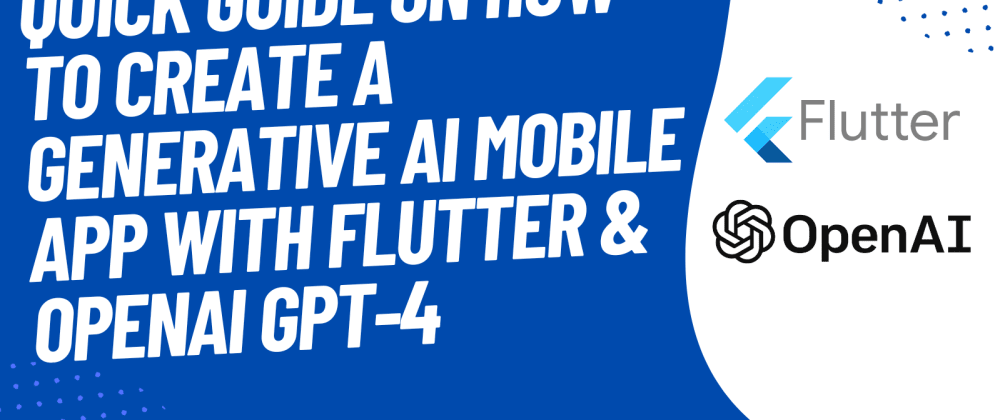 QUICK GUIDE ON HOW
TO CREATE A
GENERATIVE AI MOBILE
APP WITH FLUTTER &
OPENAI GPT-4
Flutter
OpenAI